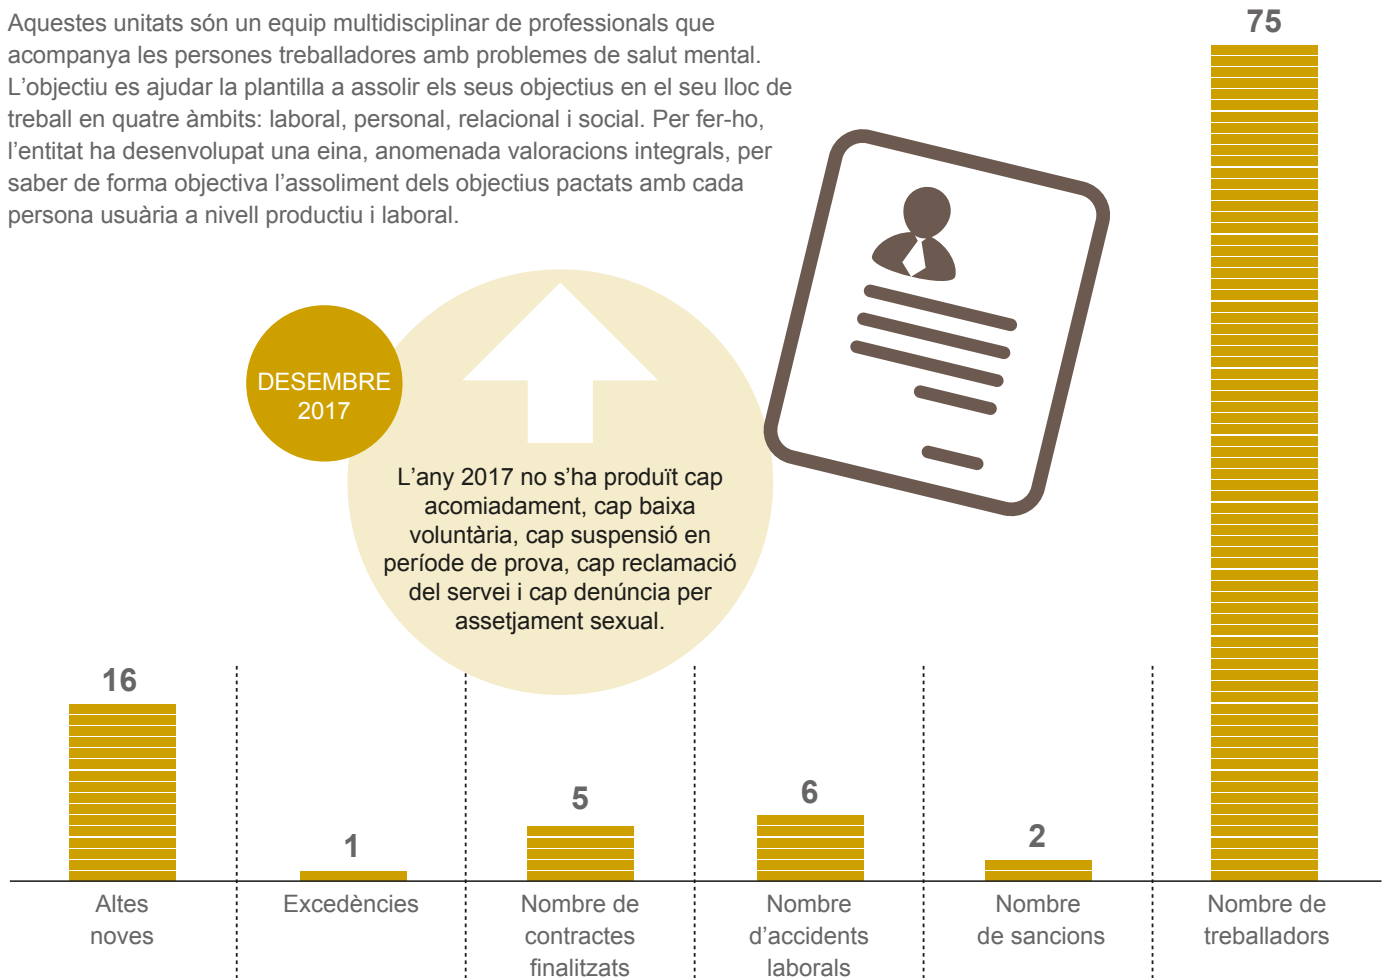 Aquestes unitats són un equip multidisciplinar de professionals que
acompanya les persones treballadores amb problemes de salut mental.
L’objectiu es ajudar la plantilla a assolir els seus objectius en el seu lloc de
treball en quatre àmbits: laboral, personal, relacional i social. Per fer-ho,
l’entitat ha desenvolupat una eina, anomenada valoracions integrals, per
saber de forma objectiva l’assoliment dels objectius pactats amb cada
persona usuària a nivell productiu i laboral.
DESEMBRE
2017
L’any 2017 no s’ha produït cap
acomiadament, cap baixa
voluntària, cap suspensió en
període de prova, cap reclamació
del servei i cap denúncia per
assetjament sexual.
16
Altes
noves
1
Excedències
5
Nombre de
contractes
finalitzats
6
Nombre
d’accidents
laborals
2
Nombre
de sancions
75
Nombre de
treballadors